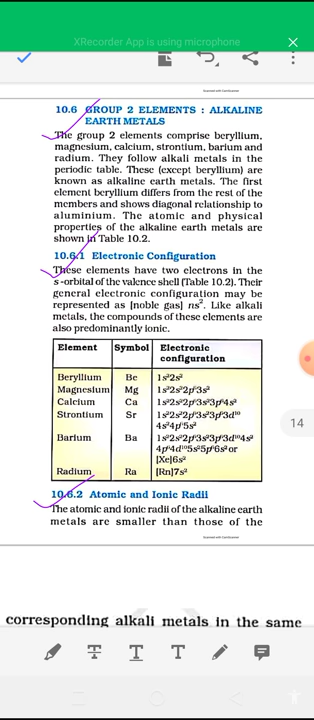 XRecorder App is using microphone
10.6 GROUP 2 ELEMENTS : ALKALINE
EARTH METALS
The group 2 elements comprise beryllium,
magnesium, calcium, strontium, barium and
radium. They follow alkali metals in the
periodic table. These (except beryllium) are
known as alkaline earth metals. The first
element beryllium differs from the rest of the
members and shows diagonal relationship to
aluminium. The atomic and physical
properties of the alkaline earth metals are
shown in Table 10.2.
10.6.1 Electronic Configuration
These elements have two electrons in the
s-orbital of the valence shell (Table 10.2). Their
general electronic configuration may be
represented as [noble gas] ns². Like alkali
metals, the compounds of these elements are
also predominantly ionic.
Element Symbol Electronic
configuration
Beryllium Be 1s²2s²
Magnesium Mg 1s²2s²2p⁶3s²
Calcium Ca 1s²2s²2p⁶3s²3p⁶4s²
Strontium Sr 1s²2s²2p⁶3s²3p⁶3d¹⁰
4s²4p⁶5s²
Barium Ba 1s²2s²2p⁶3s²3p⁶3d¹⁰4s²
4p⁶4d¹⁰5s²5p⁶6s² or
[Xe]6s²
Radium Ra [Rn]7s²
14
10.6.2 Atomic and Ionic Radii
The atomic and ionic radii of the alkaline earth
metals are smaller than those of the
Scanned with CamScanner
corresponding alkali metals in the same